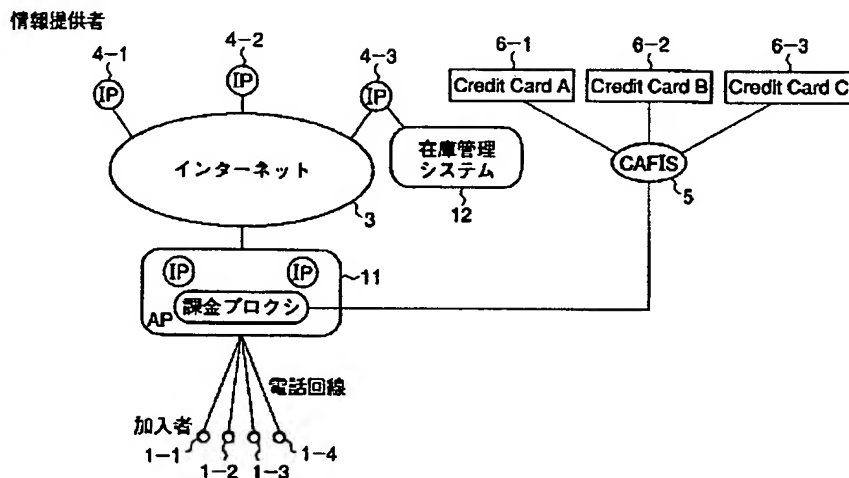 情報提供者
4-1
4-2
4-3
6-1
6-2
6-3
IP
IP
IP
Credit Card A
Credit Card B
Credit Card C
インターネット
在庫管理
システム
CAFIS
3
12
5
IP
IP
11
AP
課金プロクシ
電話回線
加入者
1-1
1-2
1-3
1-4